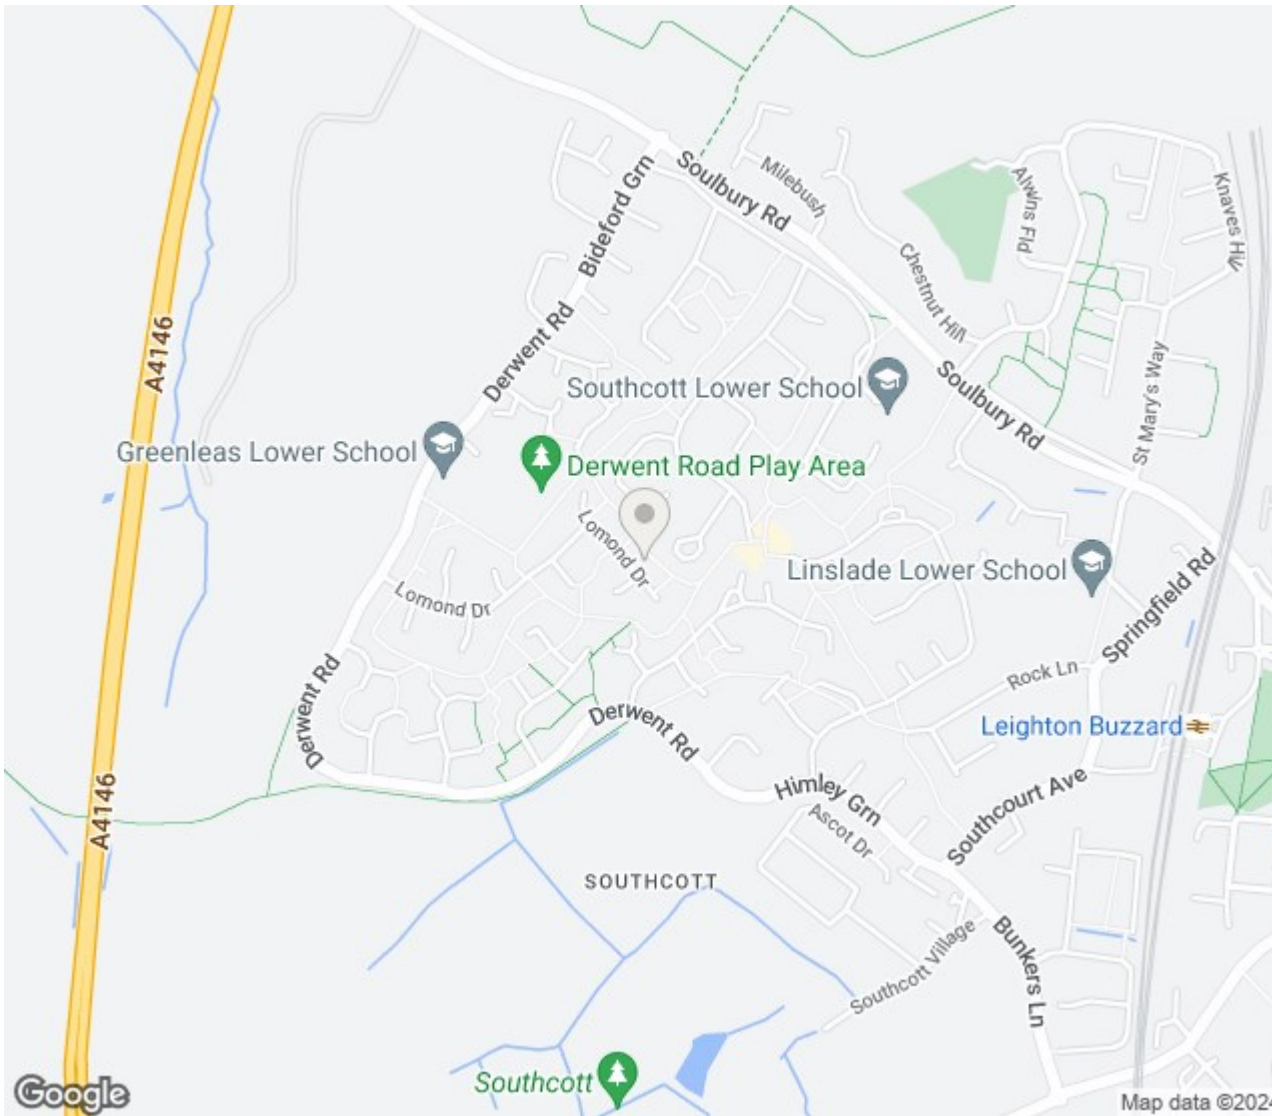 Soulbury Rd
Milebush
Bideford Grn
Alwins Fld
Knaves Hill
Chestnut Hill
A4146
Derwent Rd
St Mary's Way
Southcott Lower School
Soulbury Rd
Greenleas Lower School
Derwent Road Play Area
Lomond Dr
Linslade Lower School
Springfield Rd
Lomond Dr
Rock Ln
Derwent Rd
Derwent Rd
Leighton Buzzard
A4146
Himley Grn
Southcourt Ave
Ascot Dr
SOUTHCOTT
Southcott Village
Bunkers Ln
Southcott
Google
Map data ©2024